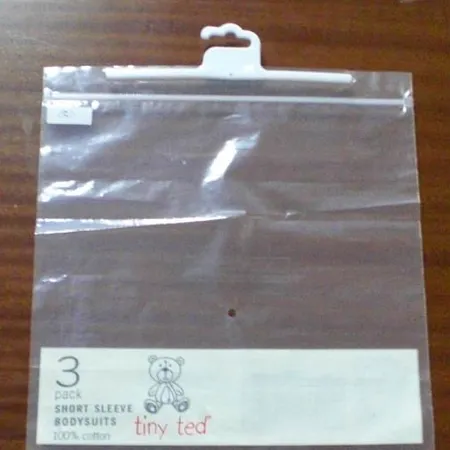 3
pack
SHORT SLEEVE
BODYSUITS
100% cotton
tiny ted